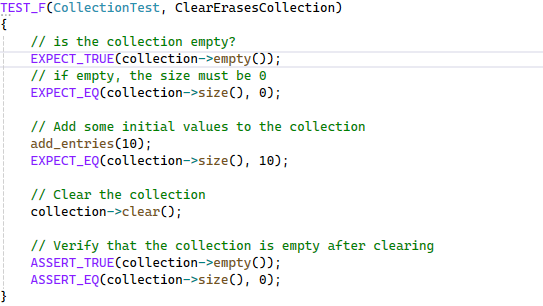 TEST_F(CollectionTest, ClearErasesCollection)
{
    // is the collection empty?
    EXPECT_TRUE(collection->empty());
    // if empty, the size must be 0
    EXPECT_EQ(collection->size(), 0);

    // Add some initial values to the collection
    add_entries(10);
    EXPECT_EQ(collection->size(), 10);

    // Clear the collection
    collection->clear();

    // Verify that the collection is empty after clearing
    ASSERT_TRUE(collection->empty());
    ASSERT_EQ(collection->size(), 0);
}